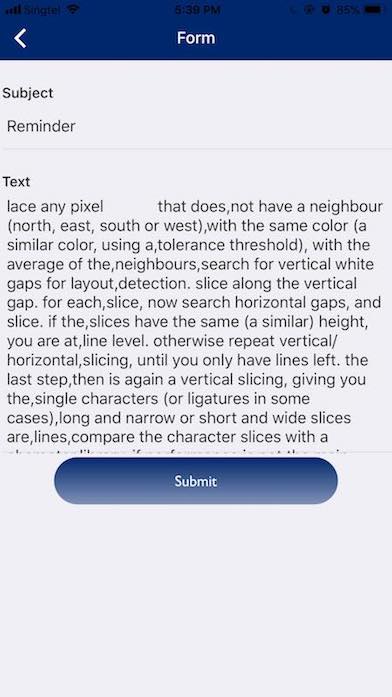 Singtel 5:39 PM 85%
Form
Subject
Reminder
Text
lace any pixel that does,not have a neighbour
(north, east, south or west),with the same color (a
similar color, using a,tolerance threshold), with the
average of the,neighbours,search for vertical white
gaps for layout,detection. slice along the vertical
gap. for each,slice, now search horizontal gaps, and
slice. if the,slices have the same (a similar) height,
you are at,line level. otherwise repeat vertical/
horizontal,slicing, until you only have lines left. the
last step,then is again a vertical slicing, giving you
the,single characters (or ligatures in some
cases),long and narrow or short and wide slices
are,lines,compare the character slices with a
Submit